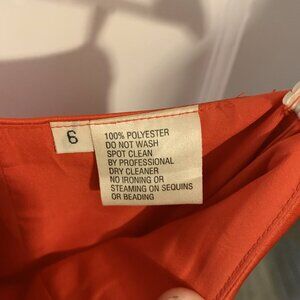 6
100% POLYESTER
DO NOT WASH
SPOT CLEAN
BY PROFESSIONAL
DRY CLEANER
NO IRONING OR
STEAMING ON SEQUINS
OR BEADING